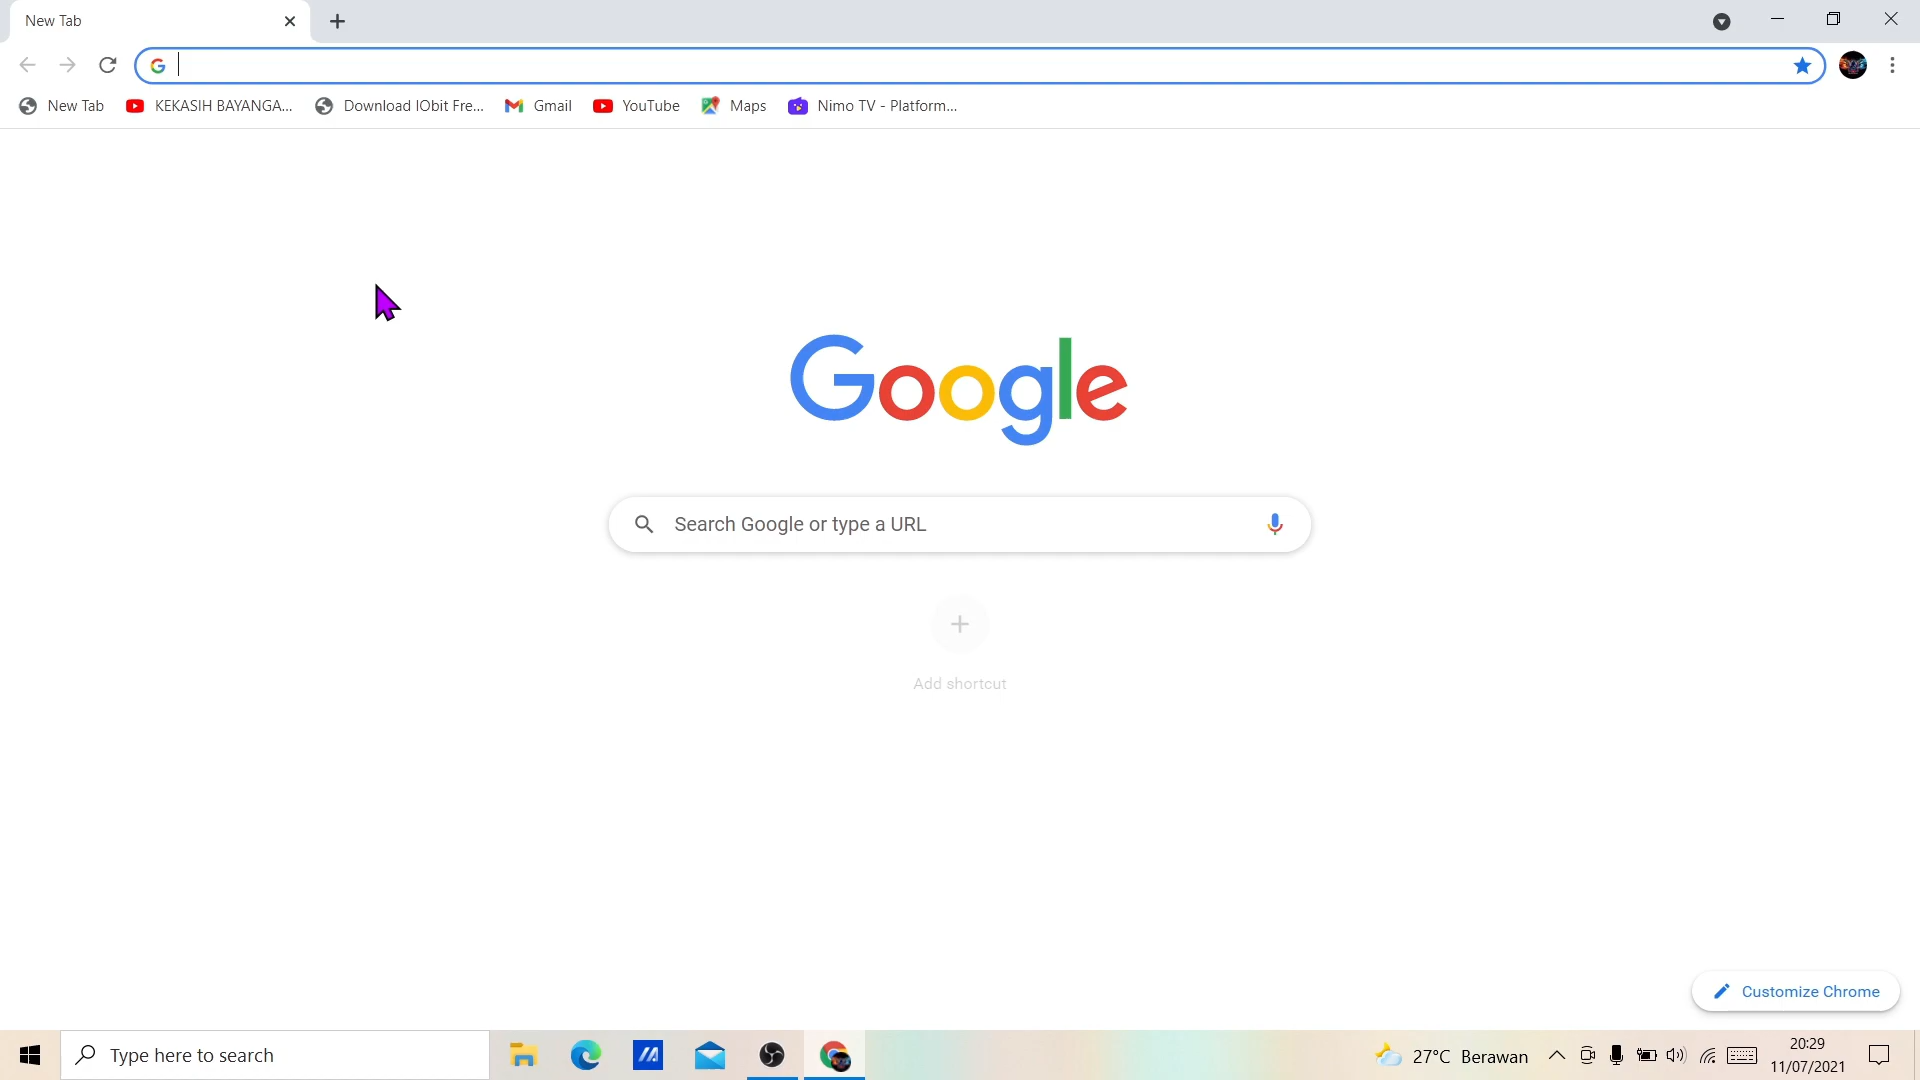 New Tab
New Tab KEKASIH BAYANGA... Download IObit Fre... Gmail YouTube Maps Nimo TV - Platform...
Google
Search Google or type a URL
Add shortcut
Customize Chrome
Type here to search
27°C Berawan
20:29
11/07/2021